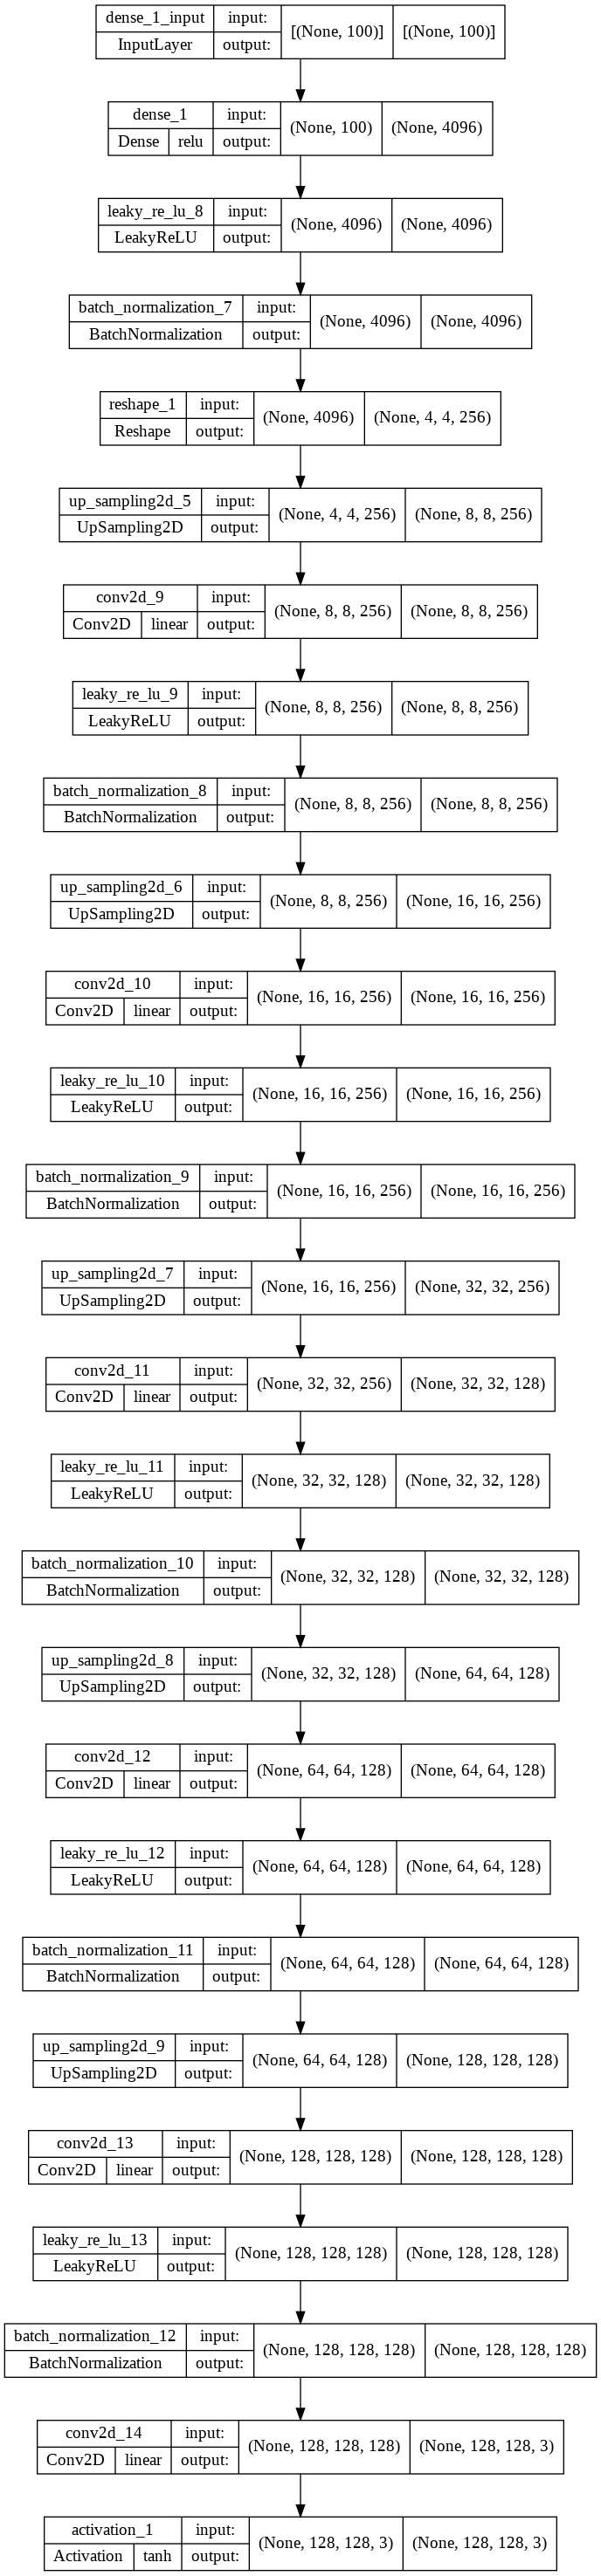 dense_1_input input: [(None, 100)] [(None, 100)]
InputLayer output:
dense_1 input: (None, 100) (None, 4096)
Dense relu output:
leaky_re_lu_8 input: (None, 4096) (None, 4096)
LeakyReLU output:
batch_normalization_7 input: (None, 4096) (None, 4096)
BatchNormalization output:
reshape_1 input: (None, 4096) (None, 4, 4, 256)
Reshape output:
up_sampling2d_5 input: (None, 4, 4, 256) (None, 8, 8, 256)
UpSampling2D output:
conv2d_9 input: (None, 8, 8, 256) (None, 8, 8, 256)
Conv2D linear output:
leaky_re_lu_9 input: (None, 8, 8, 256) (None, 8, 8, 256)
LeakyReLU output:
batch_normalization_8 input: (None, 8, 8, 256) (None, 8, 8, 256)
BatchNormalization output:
up_sampling2d_6 input: (None, 8, 8, 256) (None, 16, 16, 256)
UpSampling2D output:
conv2d_10 input: (None, 16, 16, 256) (None, 16, 16, 256)
Conv2D linear output:
leaky_re_lu_10 input: (None, 16, 16, 256) (None, 16, 16, 256)
LeakyReLU output:
batch_normalization_9 input: (None, 16, 16, 256) (None, 16, 16, 256)
BatchNormalization output:
up_sampling2d_7 input: (None, 16, 16, 256) (None, 32, 32, 256)
UpSampling2D output:
conv2d_11 input: (None, 32, 32, 256) (None, 32, 32, 128)
Conv2D linear output:
leaky_re_lu_11 input: (None, 32, 32, 128) (None, 32, 32, 128)
LeakyReLU output:
batch_normalization_10 input: (None, 32, 32, 128) (None, 32, 32, 128)
BatchNormalization output:
up_sampling2d_8 input: (None, 32, 32, 128) (None, 64, 64, 128)
UpSampling2D output:
conv2d_12 input: (None, 64, 64, 128) (None, 64, 64, 128)
Conv2D linear output:
leaky_re_lu_12 input: (None, 64, 64, 128) (None, 64, 64, 128)
LeakyReLU output:
batch_normalization_11 input: (None, 64, 64, 128) (None, 64, 64, 128)
BatchNormalization output:
up_sampling2d_9 input: (None, 64, 64, 128) (None, 128, 128, 128)
UpSampling2D output:
conv2d_13 input: (None, 128, 128, 128) (None, 128, 128, 128)
Conv2D linear output:
leaky_re_lu_13 input: (None, 128, 128, 128) (None, 128, 128, 128)
LeakyReLU output:
batch_normalization_12 input: (None, 128, 128, 128) (None, 128, 128, 128)
BatchNormalization output:
conv2d_14 input: (None, 128, 128, 128) (None, 128, 128, 3)
Conv2D linear output:
activation_1 input: (None, 128, 128, 3) (None, 128, 128, 3)
Activation tanh output: